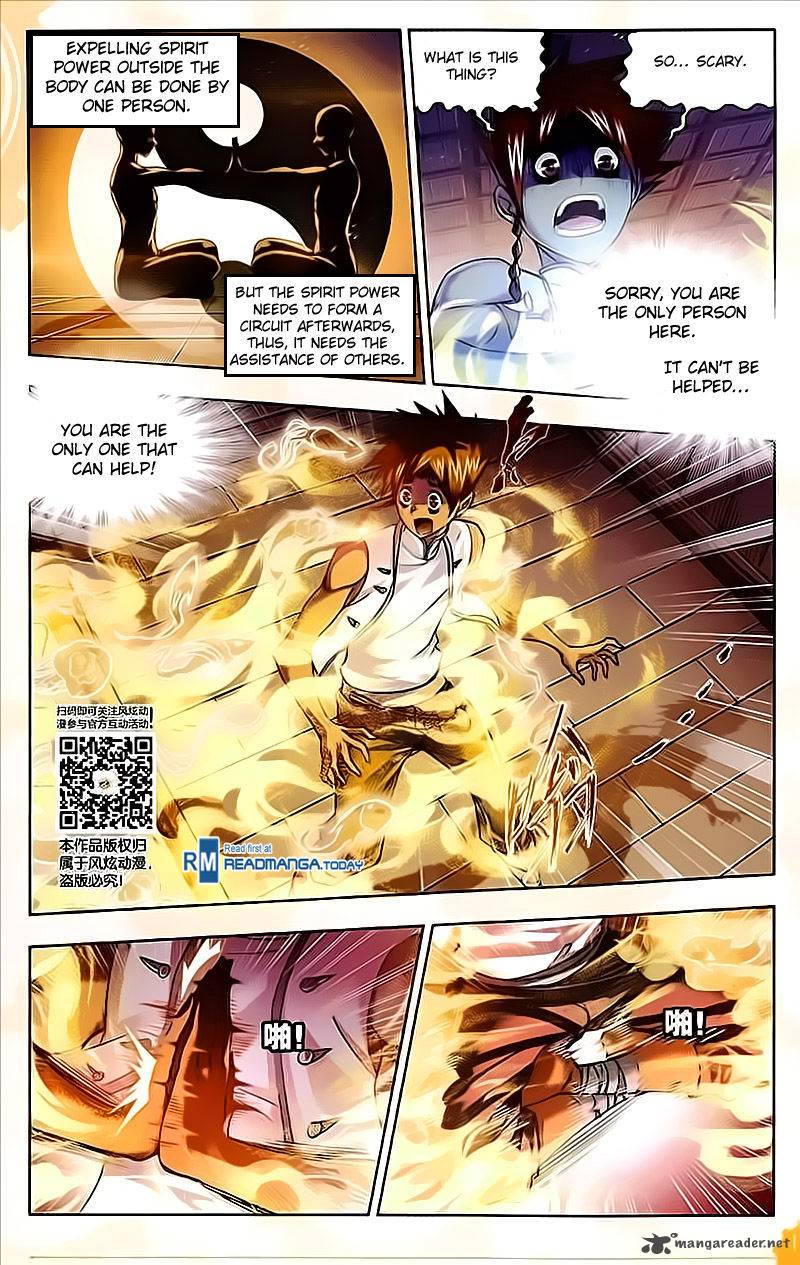 EXPELLING SPIRIT
POWER OUTSIDE THE
BODY CAN BE DONE BY
ONE PERSON.
BUT THE SPIRIT POWER
NEEDS TO FORM A
CIRCUIT AFTERWARDS,
THUS, IT NEEDS THE
ASSISTANCE OF OTHERS.
WHAT IS THIS
THING?
SO... SCARY.
SORRY, YOU ARE
THE ONLY PERSON
HERE.
IT CAN'T BE
HELPED...
YOU ARE THE
ONLY ONE THAT
CAN HELP!
扫码即可关注风炫动
漫参与官方互动活动!
本作品版权归
属于风炫动漫,
盗版必究!
RM
Read first at
READMANGA.TODAY
啪!
啪!
mangareader.net